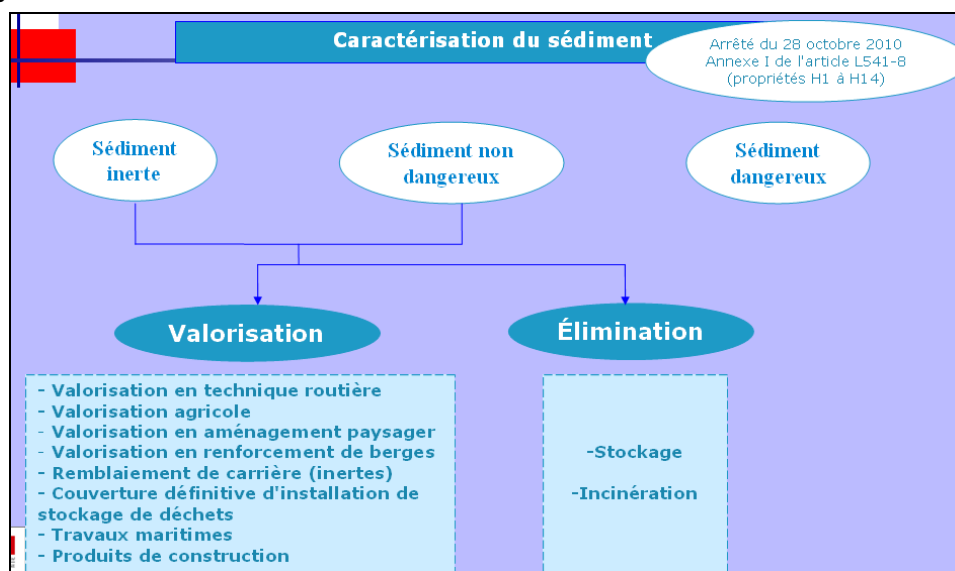 Caractérisation du sédiment
Arrêté du 28 octobre 2010
Annexe I de l'article L541-8
(propriétés H1 à H14)
Sédiment
inerte
Sédiment non
dangereux
Sédiment
dangereux
Valorisation
Élimination
- Valorisation en technique routière
- Valorisation agricole
- Valorisation en aménagement paysager
- Valorisation en renforcement de berges
- Remblaiement de carrière (inertes)
- Couverture définitive d'installation de
stockage de déchets
- Travaux maritimes
- Produits de construction
-Stockage
-Incinération